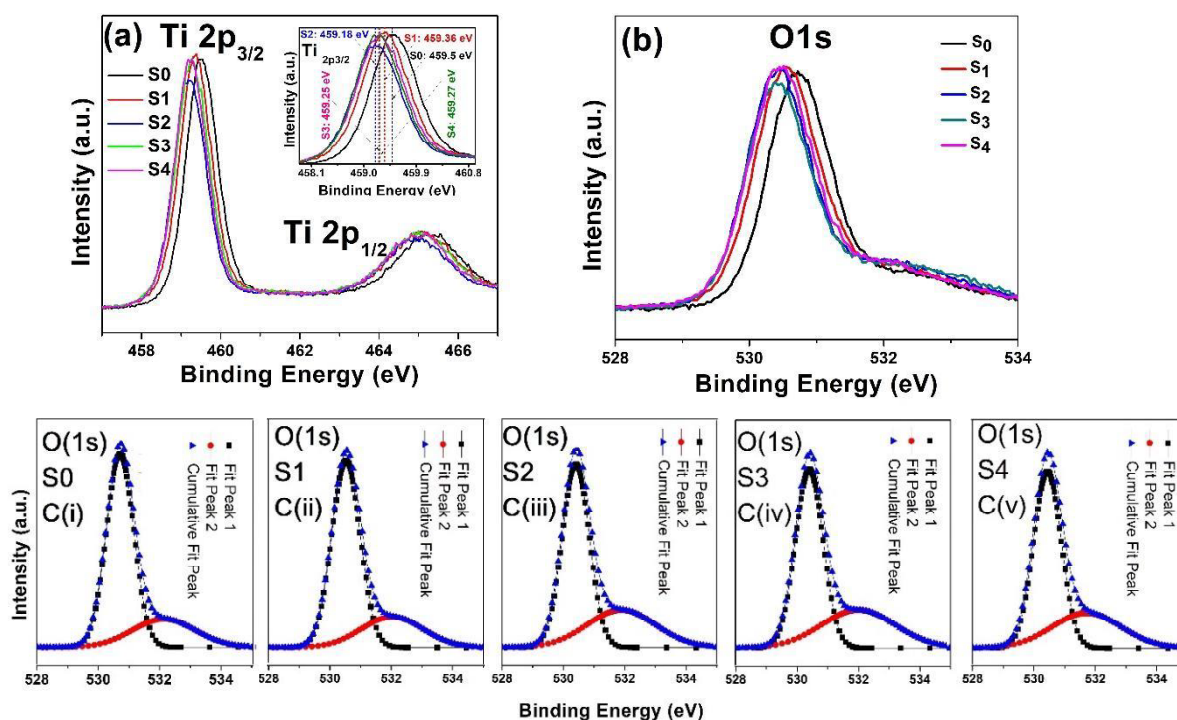 (a)
Ti 2p3/2
S0
S1
S2
S3
S4
Intensity (a.u.)
458
460
462
464
466
Binding Energy (eV)
Ti 2p1/2
S2: 459.18 eV
S1: 459.36 eV
Ti 2p3/2
S0: 459.5 eV
S3: 459.25 eV
S4: 459.27 eV
Intensity (a.u.)
458.1
459.0
459.9
460.8
Binding Energy (eV)
(b)
O1s
S0
S1
S2
S3
S4
Intensity (a.u.)
528
530
532
534
Binding Energy (eV)
Intensity (a.u.)
O(1s)
S0
C(i)
Fit Peak 1
Fit Peak 2
Cumulative Fit Peak
528
530
532
534
O(1s)
S1
C(ii)
Fit Peak 1
Fit Peak 2
Cumulative Fit Peak
528
530
532
534
O(1s)
S2
C(iii)
Fit Peak 1
Fit Peak 2
Cumulative Fit Peak
528
530
532
534
O(1s)
S3
C(iv)
Fit Peak 1
Fit Peak 2
Cumulative Fit Peak
528
530
532
534
O(1s)
S4
C(v)
Fit Peak 1
Fit Peak 2
Cumulative Fit Peak
528
530
532
534
Binding Energy (eV)